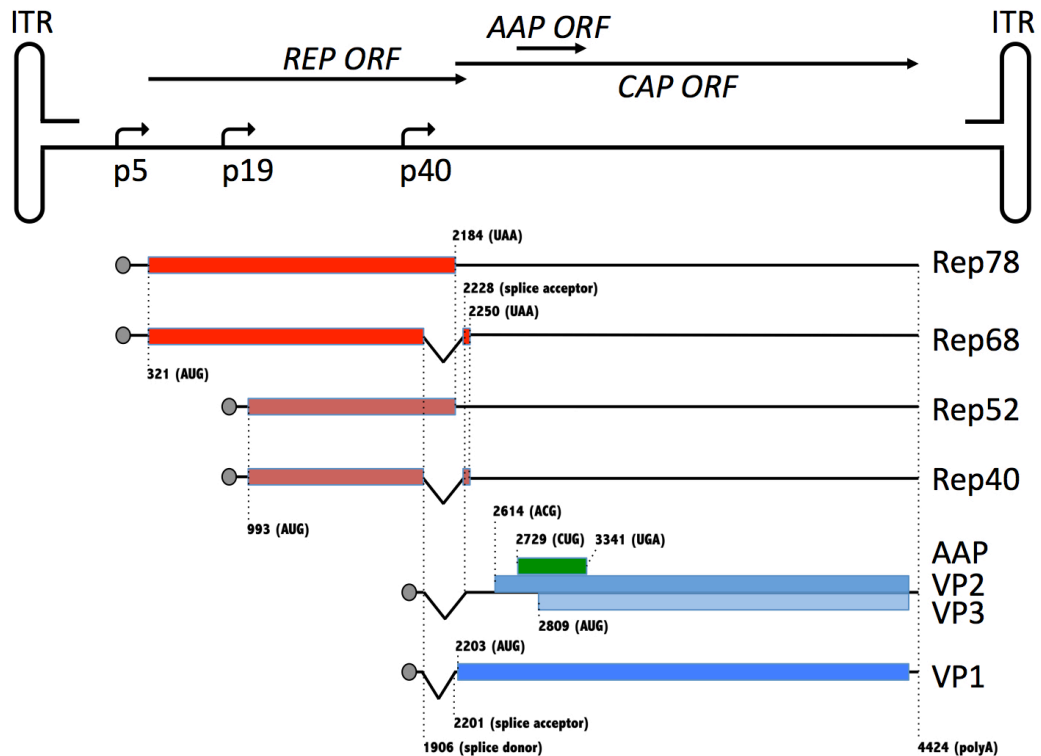 ITR
ITR
AAP ORF
REP ORF
CAP ORF
p5
p19
p40
2184 (UAA)
Rep78
2228 (splice acceptor)
2250 (UAA)
Rep68
321 (AUG)
Rep52
Rep40
993 (AUG)
2614 (ACG)
2729 (CUG)
3341 (UGA)
AAP
VP2
VP3
2809 (AUG)
2203 (AUG)
VP1
2201 (splice acceptor)
1906 (splice donor)
4424 (polyA)